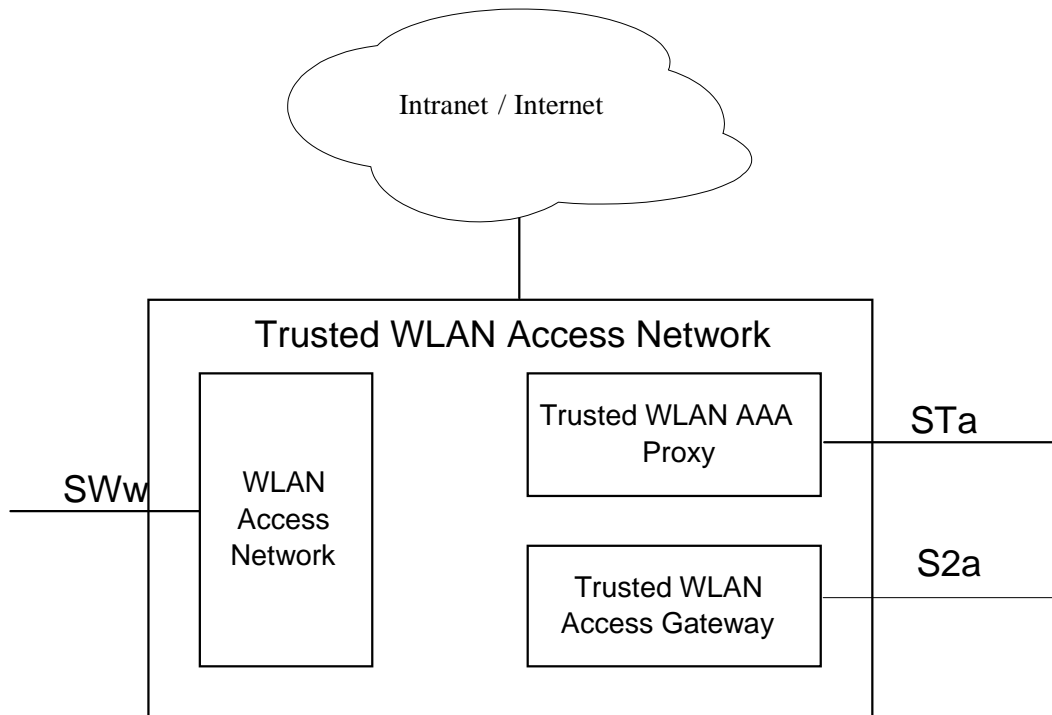 Intranet / Internet
Trusted WLAN Access Network
Trusted WLAN AAA
Proxy
STa
SWw
WLAN
Access
Network
S2a
Trusted WLAN
Access Gateway